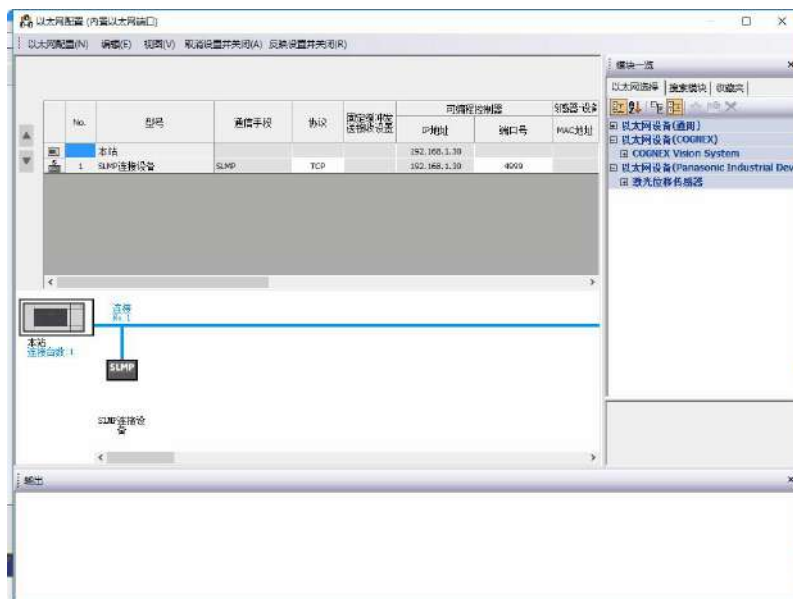 以太网配置 (内置以太网端口)
以太网配置(N) 编辑(E) 视图(V) 取消设置并关闭(A) 反映设置并关闭(R)
模块一览
以太网选择 搜索模块 收藏夹
No. 型号 通信手段 协议 固定缓冲发送接收设置 可编程控制器
IP地址 端口号 MAC地址
本站 192.168.1.30
1 SLMP连接设备 SLMP TCP 192.168.1.30 4999
以太网设备(通用)
以太网设备(COGNEX)
COGNEX Vision System
以太网设备(Panasonic Industrial Dev
激光位移传感器
连接
No.1
本站
连接台数:1
SLMP
SLMP连接设
备
输出